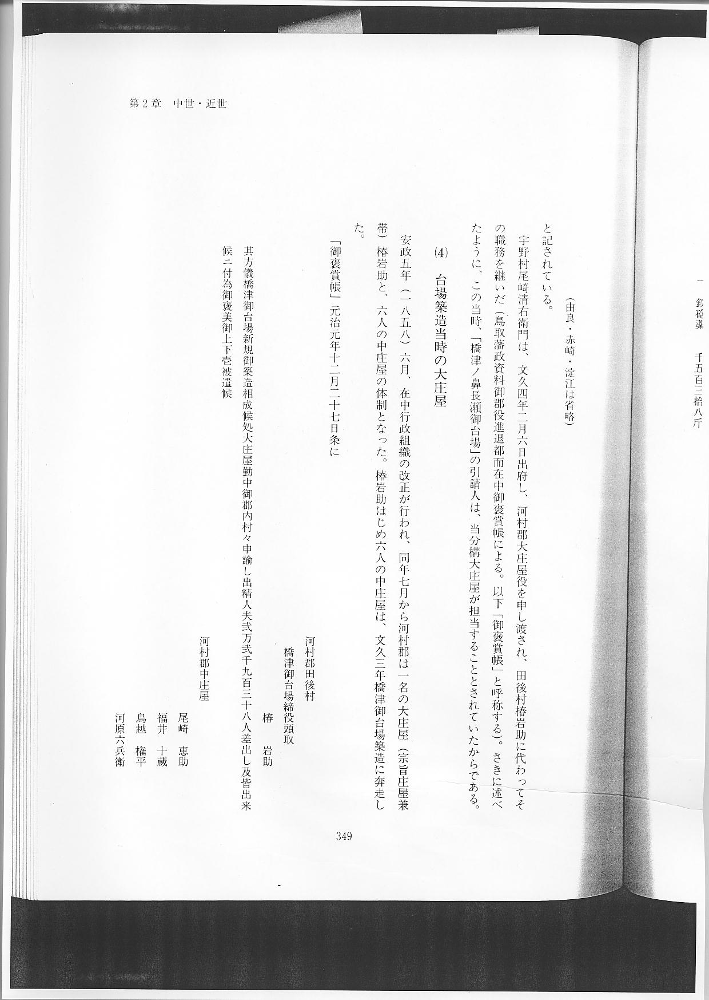 一　鉄砲薬　　千五百三拾八斤
第２章　中世・近世
（由良・赤崎・淀江は省略）
と記されている。
宇野村尾崎清右衛門は、文久四年二月六日出府し、河村郡大庄屋役を申し渡され、田後村椿岩助に代わってそ
の職務を継いだ（鳥取藩政資料御郡役進退都而在中御褒賞帳による。以下「御褒賞帳」と呼称する）。さきに述べ
たように、この当時、「橋津ノ鼻長瀬御台場」の引請人は、当分構大庄屋が担当することとされていたからである。
(4)　台場築造当時の大庄屋
安政五年（一八五八）六月、在中行政組織の改正が行われ、同年七月から河村郡は一名の大庄屋（宗旨庄屋兼
帯）椿岩助と、六人の中庄屋の体制となった。椿岩助はじめ六人の中庄屋は、文久三年橋津御台場築造に奔走し
た。
「御褒賞帳」元治元年十二月二十七日条に
河村郡田後村
橋津御台場締役頭取
椿　　岩助
其方儀橋津御台場新規御築造相成候処大庄屋勤中御郡内村々申諭し出精人夫弐万弐千九百三十八人差出し及皆出来
候ニ付為御褒美御上下壱被遣候
河村郡中庄屋
尾崎　恵助
福井　十蔵
鳥越　権平
河原六兵衛
349